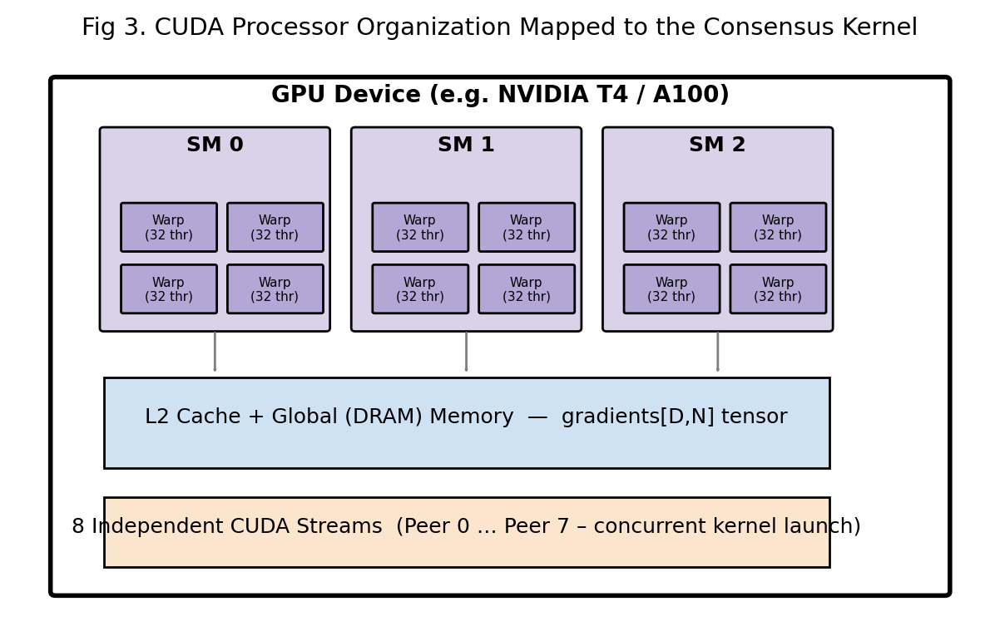 Fig 3. CUDA Processor Organization Mapped to the Consensus Kernel
GPU Device (e.g. NVIDIA T4 / A100)
SM 0
Warp
(32 thr)
Warp
(32 thr)
Warp
(32 thr)
Warp
(32 thr)
SM 1
Warp
(32 thr)
Warp
(32 thr)
Warp
(32 thr)
Warp
(32 thr)
SM 2
Warp
(32 thr)
Warp
(32 thr)
Warp
(32 thr)
Warp
(32 thr)
L2 Cache + Global (DRAM) Memory — gradients[D,N] tensor
8 Independent CUDA Streams (Peer 0 … Peer 7 – concurrent kernel launch)